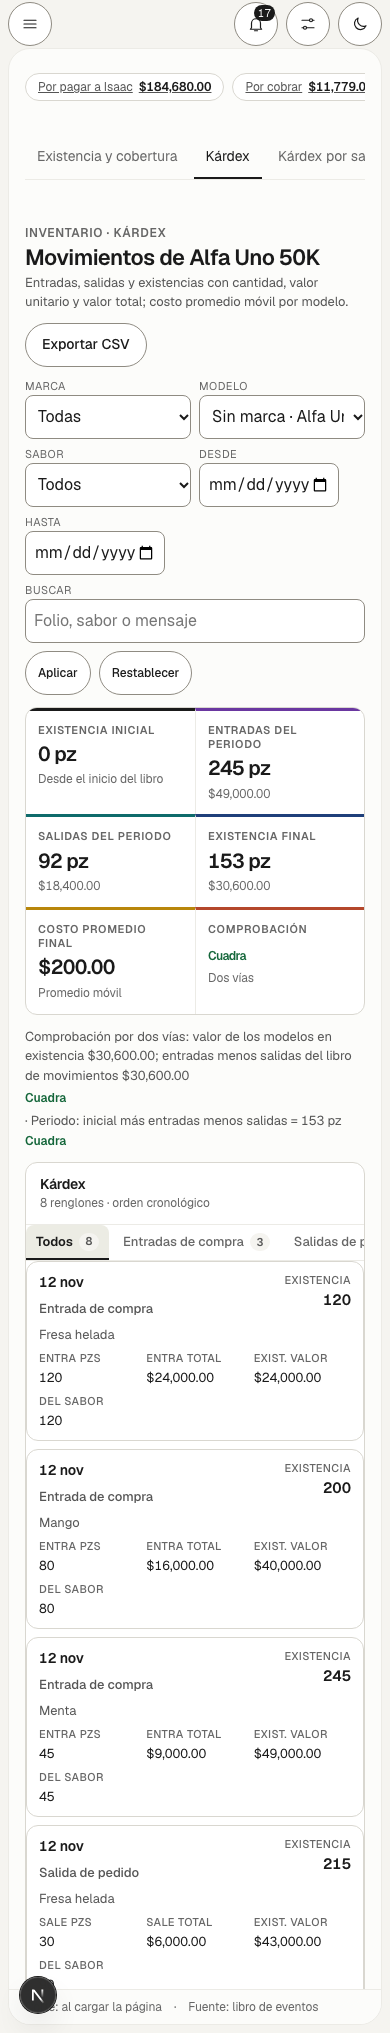 17
Por pagar a Isaac $184,680.00
Por cobrar $11,779.0
Existencia y cobertura
Kárdex
Kárdex por sa
INVENTARIO · KÁRDEX
Movimientos de Alfa Uno 50K
Entradas, salidas y existencias con cantidad, valor
unitario y valor total; costo promedio móvil por modelo.
Exportar CSV
MARCA
Todas
MODELO
Sin marca · Alfa Ur
SABOR
Todos
DESDE
mm/dd/yyyy
HASTA
mm/dd/yyyy
BUSCAR
Folio, sabor o mensaje
Aplicar
Restablecer
EXISTENCIA INICIAL
0 pz
Desde el inicio del libro
ENTRADAS DEL
PERIODO
245 pz
$49,000.00
SALIDAS DEL PERIODO
92 pz
$18,400.00
EXISTENCIA FINAL
153 pz
$30,600.00
COSTO PROMEDIO
FINAL
$200.00
Promedio móvil
COMPROBACIÓN
Cuadra
Dos vías
Comprobación por dos vías: valor de los modelos en
existencia $30,600.00; entradas menos salidas del libro
de movimientos $30,600.00
Cuadra
· Periodo: inicial más entradas menos salidas = 153 pz
Cuadra
Kárdex
8 renglones · orden cronológico
Todos 8
Entradas de compra 3
Salidas de p
12 nov
EXISTENCIA
120
Entrada de compra
Fresa helada
ENTRA PZS
ENTRA TOTAL
EXIST. VALOR
120
$24,000.00
$24,000.00
DEL SABOR
120
12 nov
EXISTENCIA
200
Entrada de compra
Mango
ENTRA PZS
ENTRA TOTAL
EXIST. VALOR
80
$16,000.00
$40,000.00
DEL SABOR
80
12 nov
EXISTENCIA
245
Entrada de compra
Menta
ENTRA PZS
ENTRA TOTAL
EXIST. VALOR
45
$9,000.00
$49,000.00
DEL SABOR
45
12 nov
EXISTENCIA
215
Salida de pedido
Fresa helada
SALE PZS
SALE TOTAL
EXIST. VALOR
30
$6,000.00
$43,000.00
DEL SABOR
N
al cargar la página · Fuente: libro de eventos